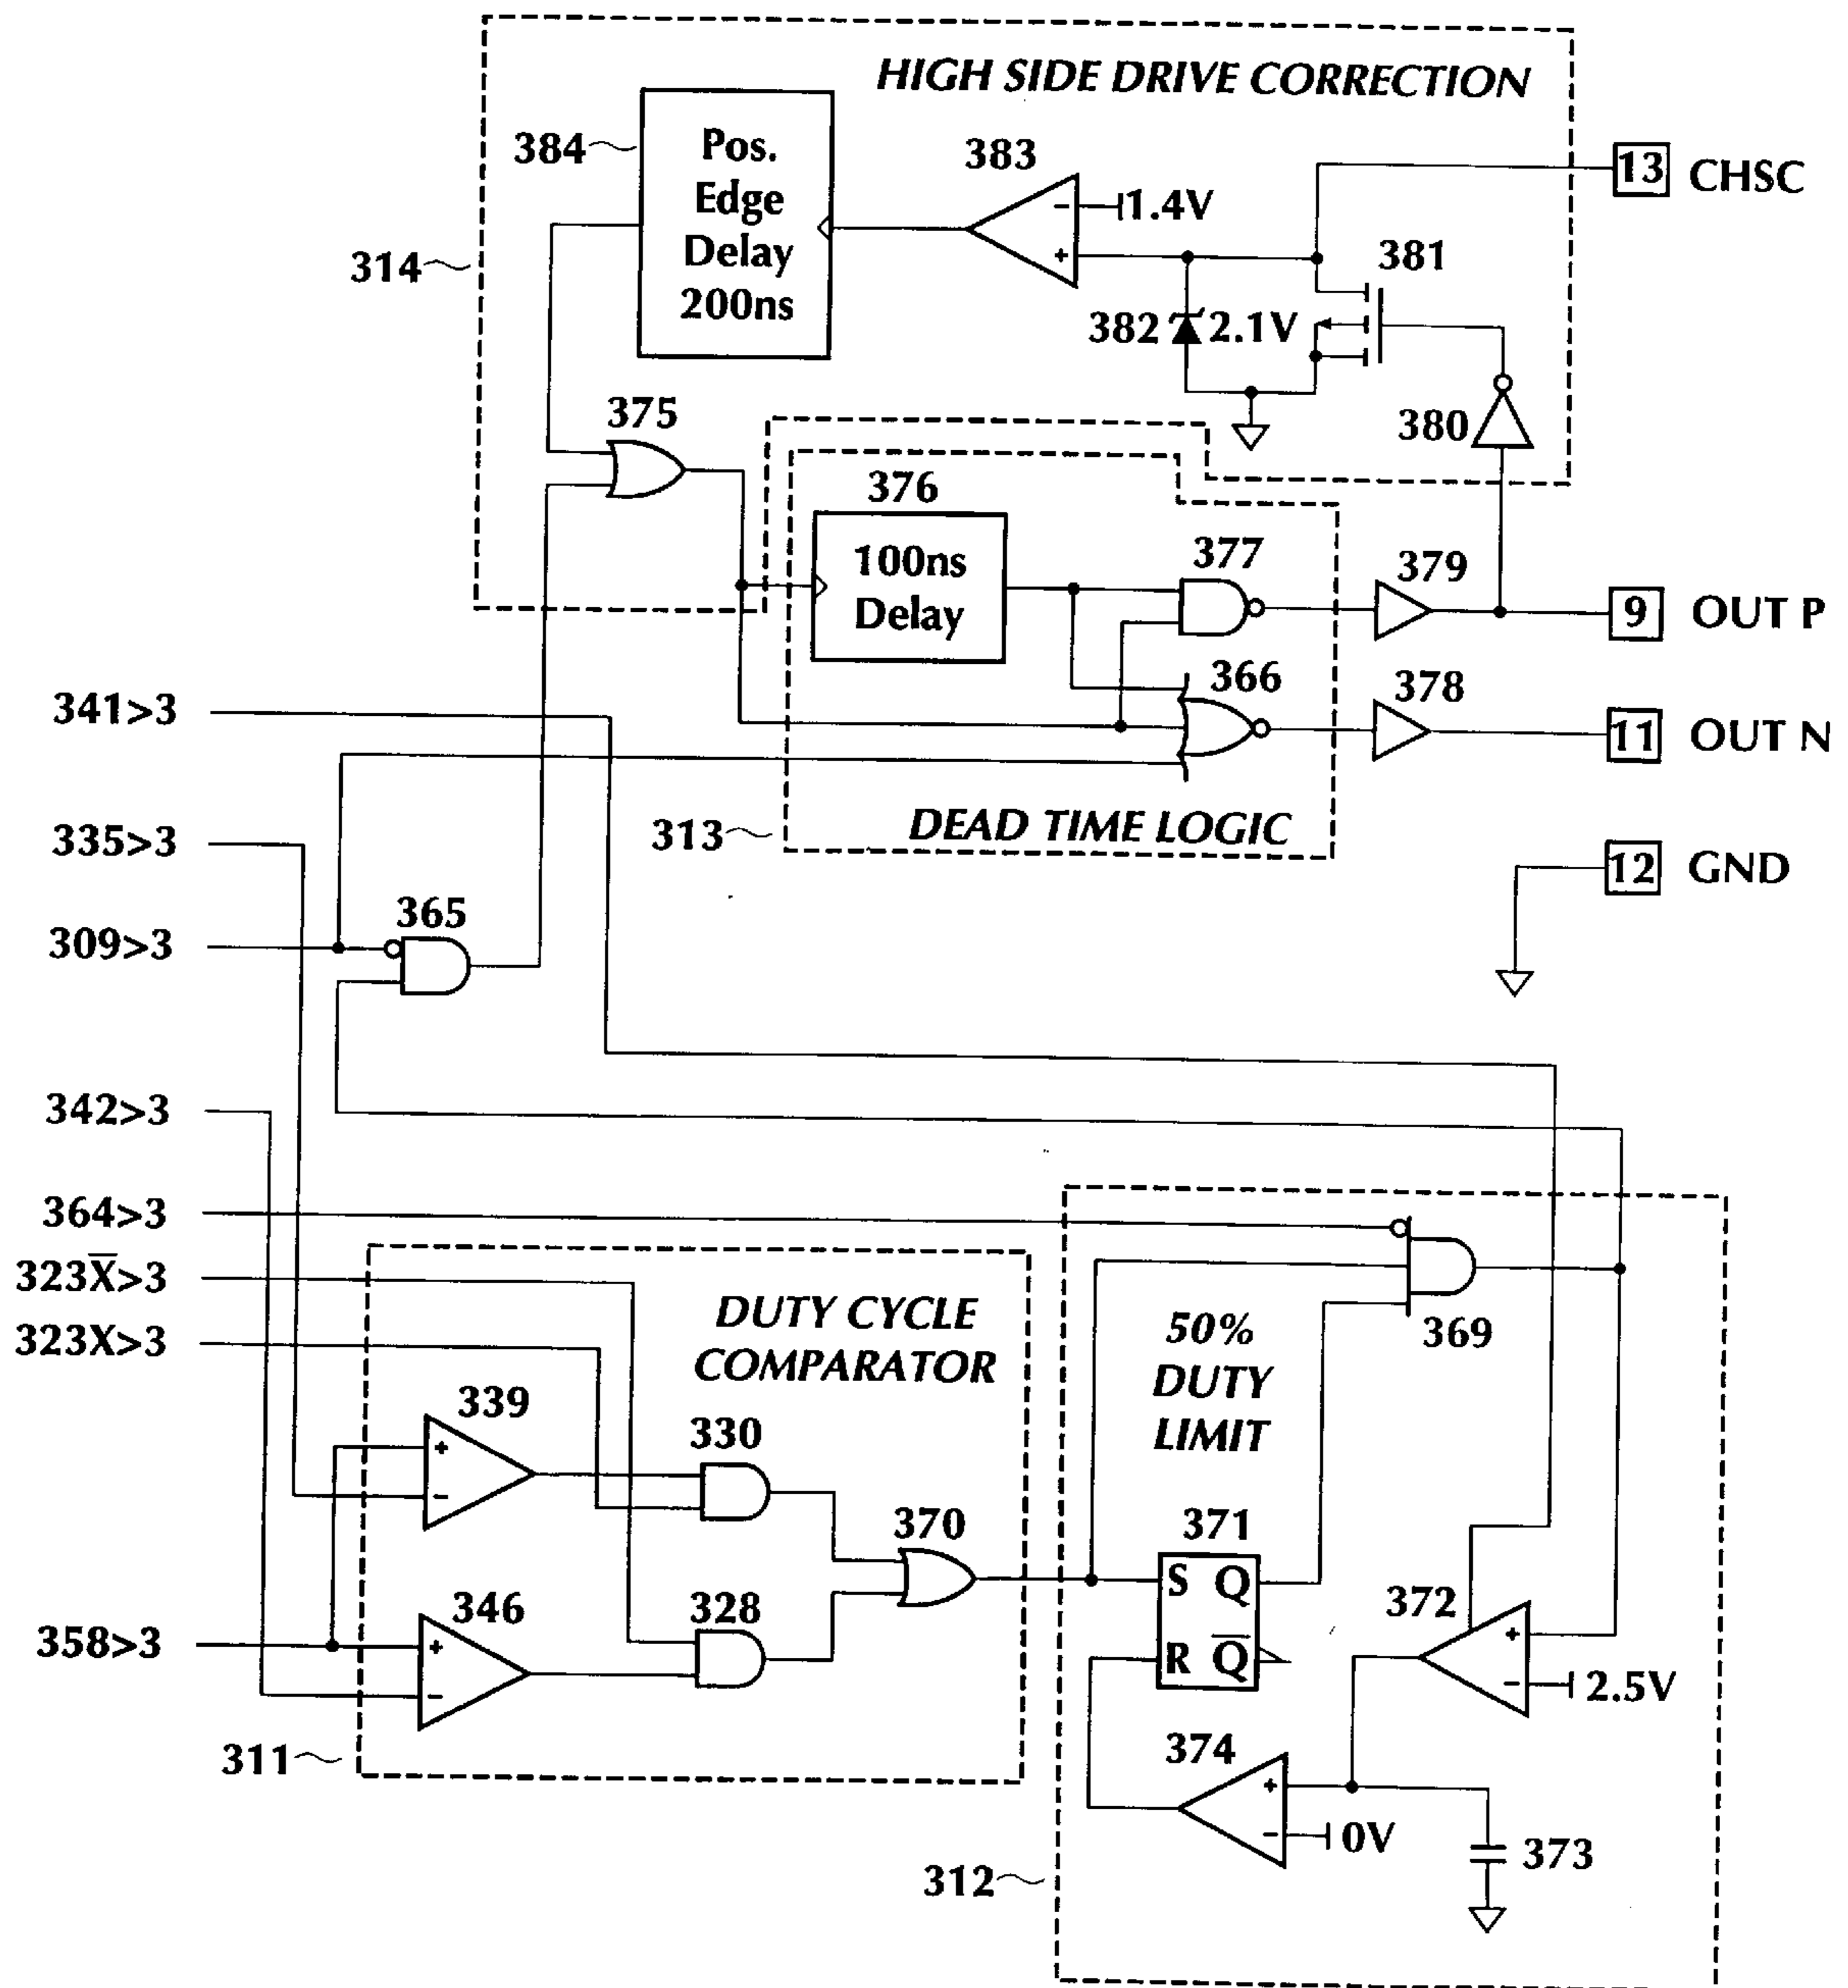 HIGH SIDE DRIVE CORRECTION
384
Pos.
Edge
Delay
200ns
383
-
1.4V
+
13 CHSC
314
381
382
2.1V
375
380
376
100ns
Delay
377
379
9 OUT P
366
378
11 OUT N
341>3
313
DEAD TIME LOGIC
335>3
12 GND
365
309>3
342>3
364>3
323X̅>3
323X>3
DUTY CYCLE
COMPARATOR
50%
DUTY
LIMIT
369
339
+
-
330
370
371
S Q
R Q̅
346
+
-
328
358>3
372
+
-
2.5V
311
374
+
-
0V
373
312